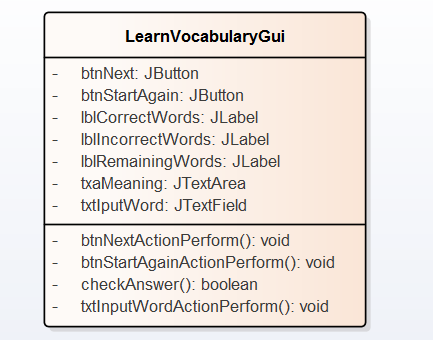 LearnVocabularyGui
- btnNext: JButton
- btnStartAgain: JButton
- lblCorrectWords: JLabel
- lblIncorrectWords: JLabel
- lblRemainingWords: JLabel
- txaMeaning: JTextArea
- txtIputWord: JTextField
- btnNextActionPerform(): void
- btnStartAgainActionPerform(): void
- checkAnswer(): boolean
- txtInputWordActionPerform(): void